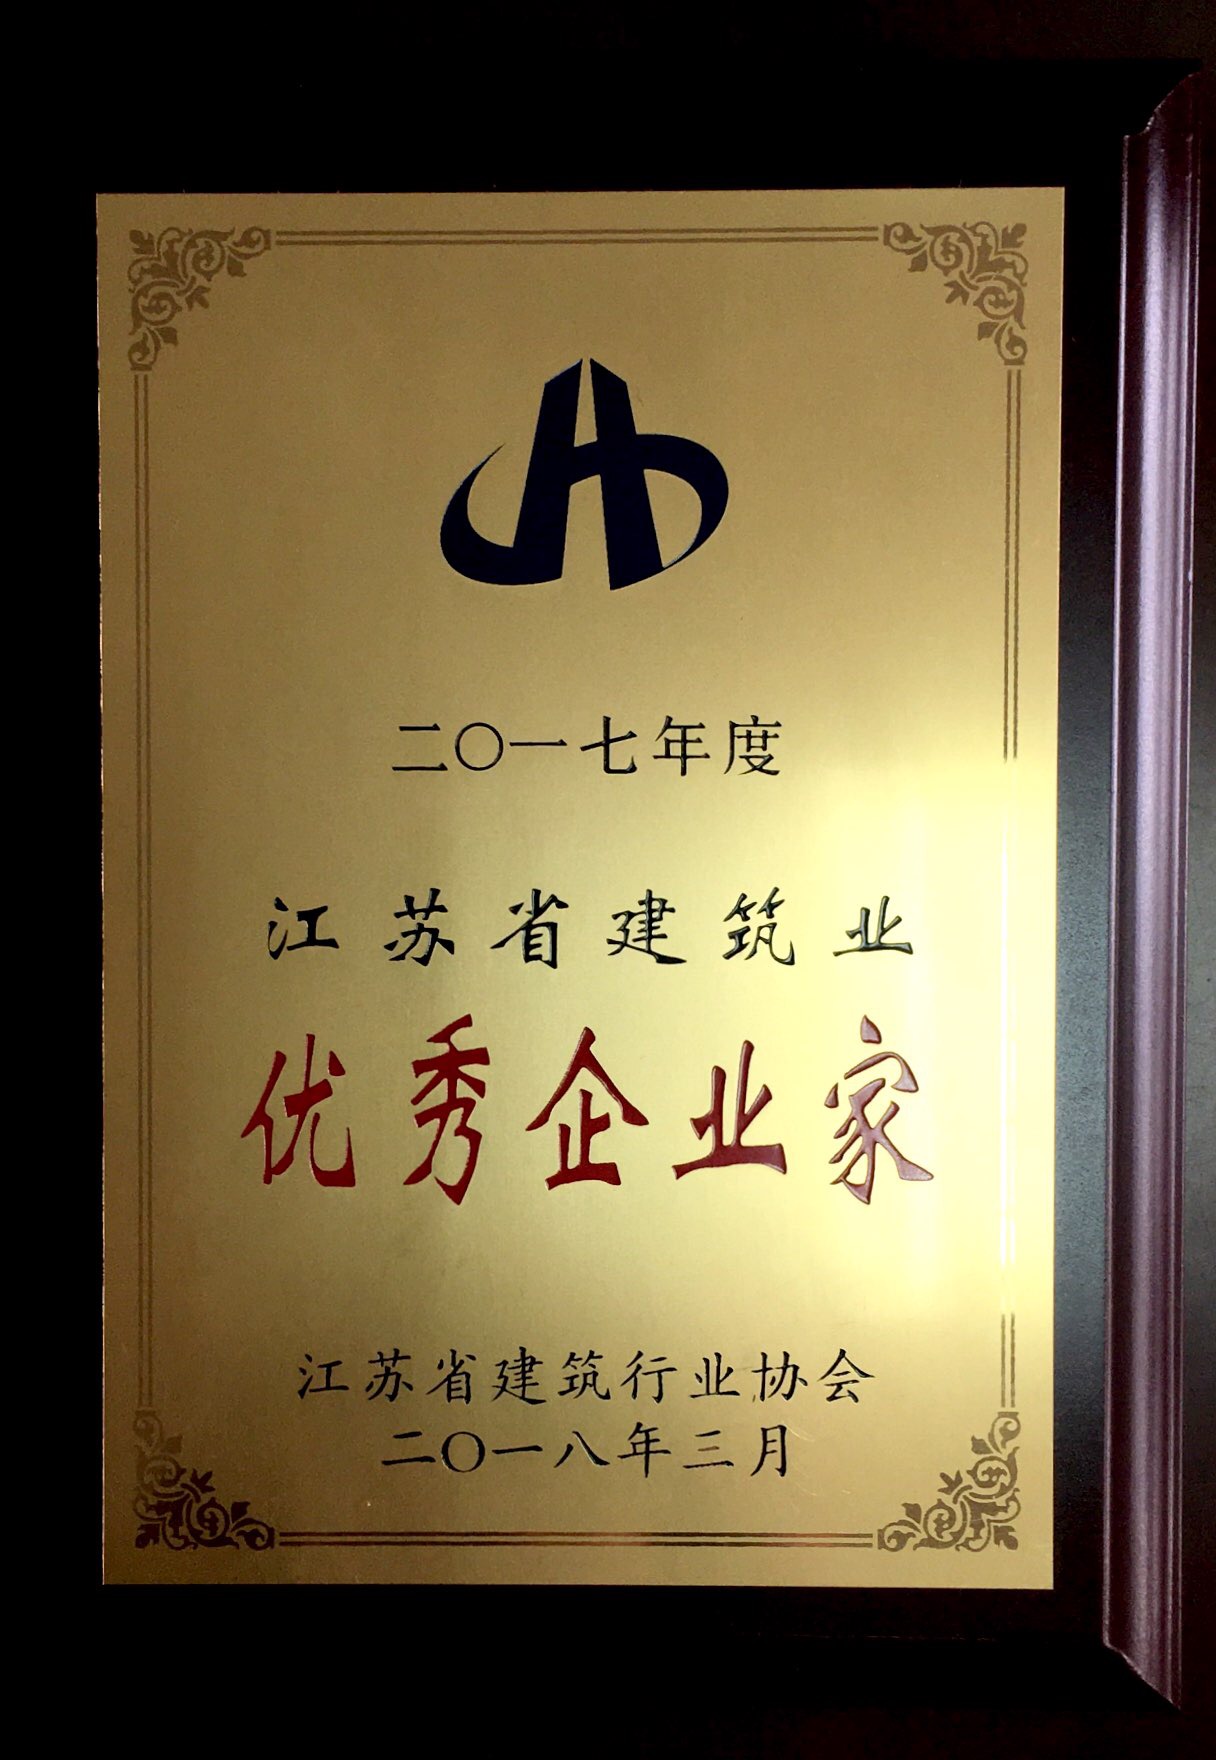 二〇一七年度
江苏省建筑业
优秀企业家
江苏省建筑行业协会
二〇一八年三月